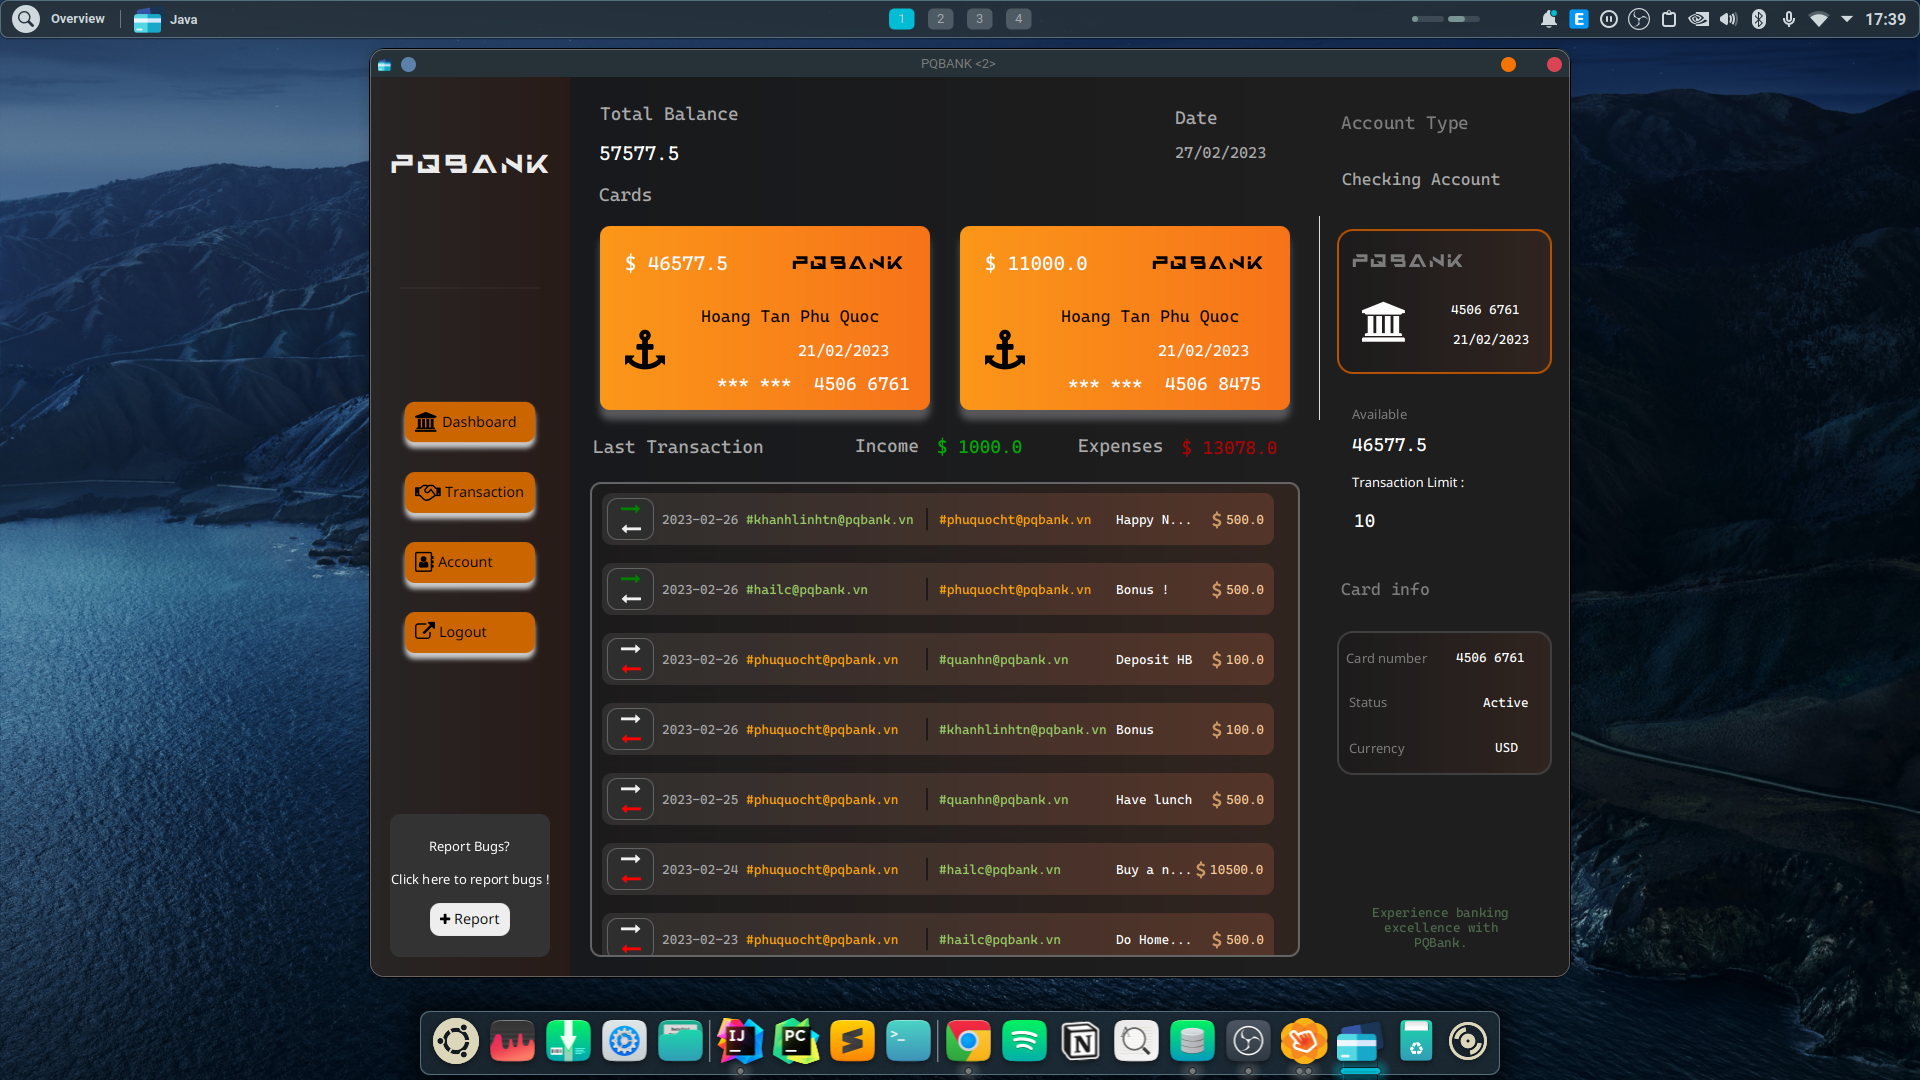 Overview
Java
1 2 3 4
E
17:39
PQBANK <2>
PQBANK
Dashboard
Transaction
Account
Logout
Report Bugs?
Click here to report bugs !
Report
Total Balance
57577.5
Date
27/02/2023
Cards
$ 46577.5 PQBANK
Hoang Tan Phu Quoc
21/02/2023
*** *** 4506 6761
$ 11000.0 PQBANK
Hoang Tan Phu Quoc
21/02/2023
*** *** 4506 8475
Last Transaction Income $ 1000.0 Expenses $ 13078.0
2023-02-26 #khanhlinhtn@pqbank.vn #phuquocht@pqbank.vn Happy N... $ 500.0
2023-02-26 #hailc@pqbank.vn #phuquocht@pqbank.vn Bonus ! $ 500.0
2023-02-26 #phuquocht@pqbank.vn #quanhn@pqbank.vn Deposit HB $ 100.0
2023-02-26 #phuquocht@pqbank.vn #khanhlinhtn@pqbank.vn Bonus $ 100.0
2023-02-25 #phuquocht@pqbank.vn #quanhn@pqbank.vn Have lunch $ 500.0
2023-02-24 #phuquocht@pqbank.vn #hailc@pqbank.vn Buy a n... $ 10500.0
2023-02-23 #phuquocht@pqbank.vn #hailc@pqbank.vn Do Home... $ 500.0
Account Type
Checking Account
PQBANK
4506 6761
21/02/2023
Available
46577.5
Transaction Limit :
10
Card info
Card number 4506 6761
Status Active
Currency USD
Experience banking
excellence with
PQBank.
IJ
PC
N